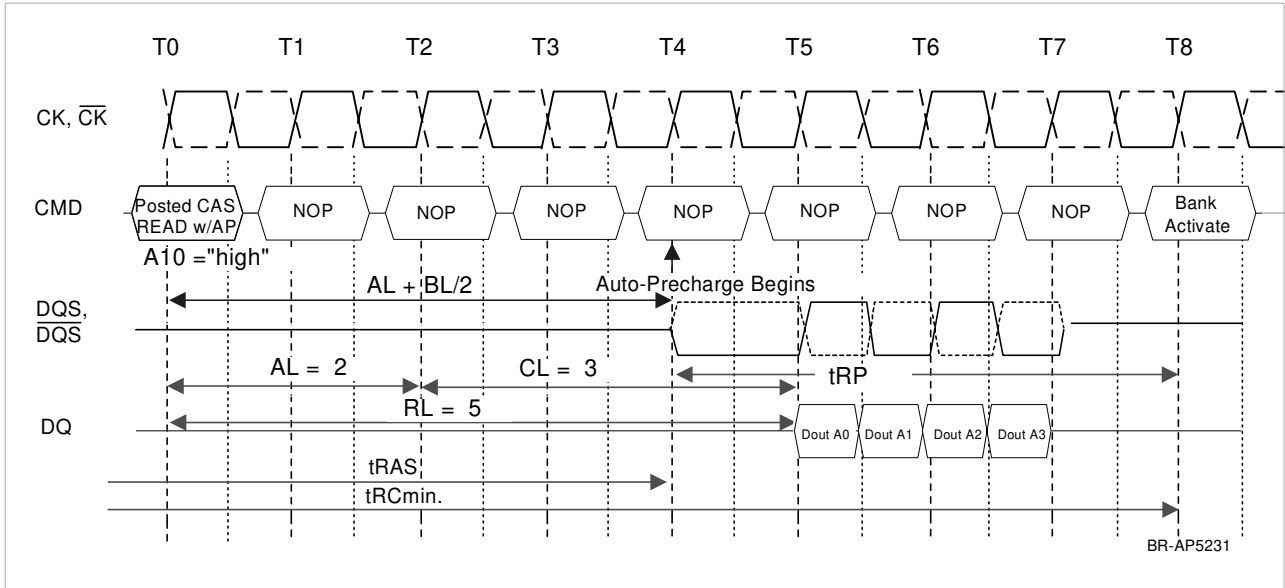 T0 T1 T2 T3 T4 T5 T6 T7 T8
CK, CK
CMD
Posted CAS
READ w/AP
NOP NOP NOP NOP NOP NOP NOP
Bank
Activate
A10 ="high"
AL + BL/2
Auto-Precharge Begins
DQS,
DQS
AL = 2
CL = 3
tRP
RL = 5
DQ
Dout A0 Dout A1 Dout A2 Dout A3
tRAS
tRCmin.
BR-AP5231